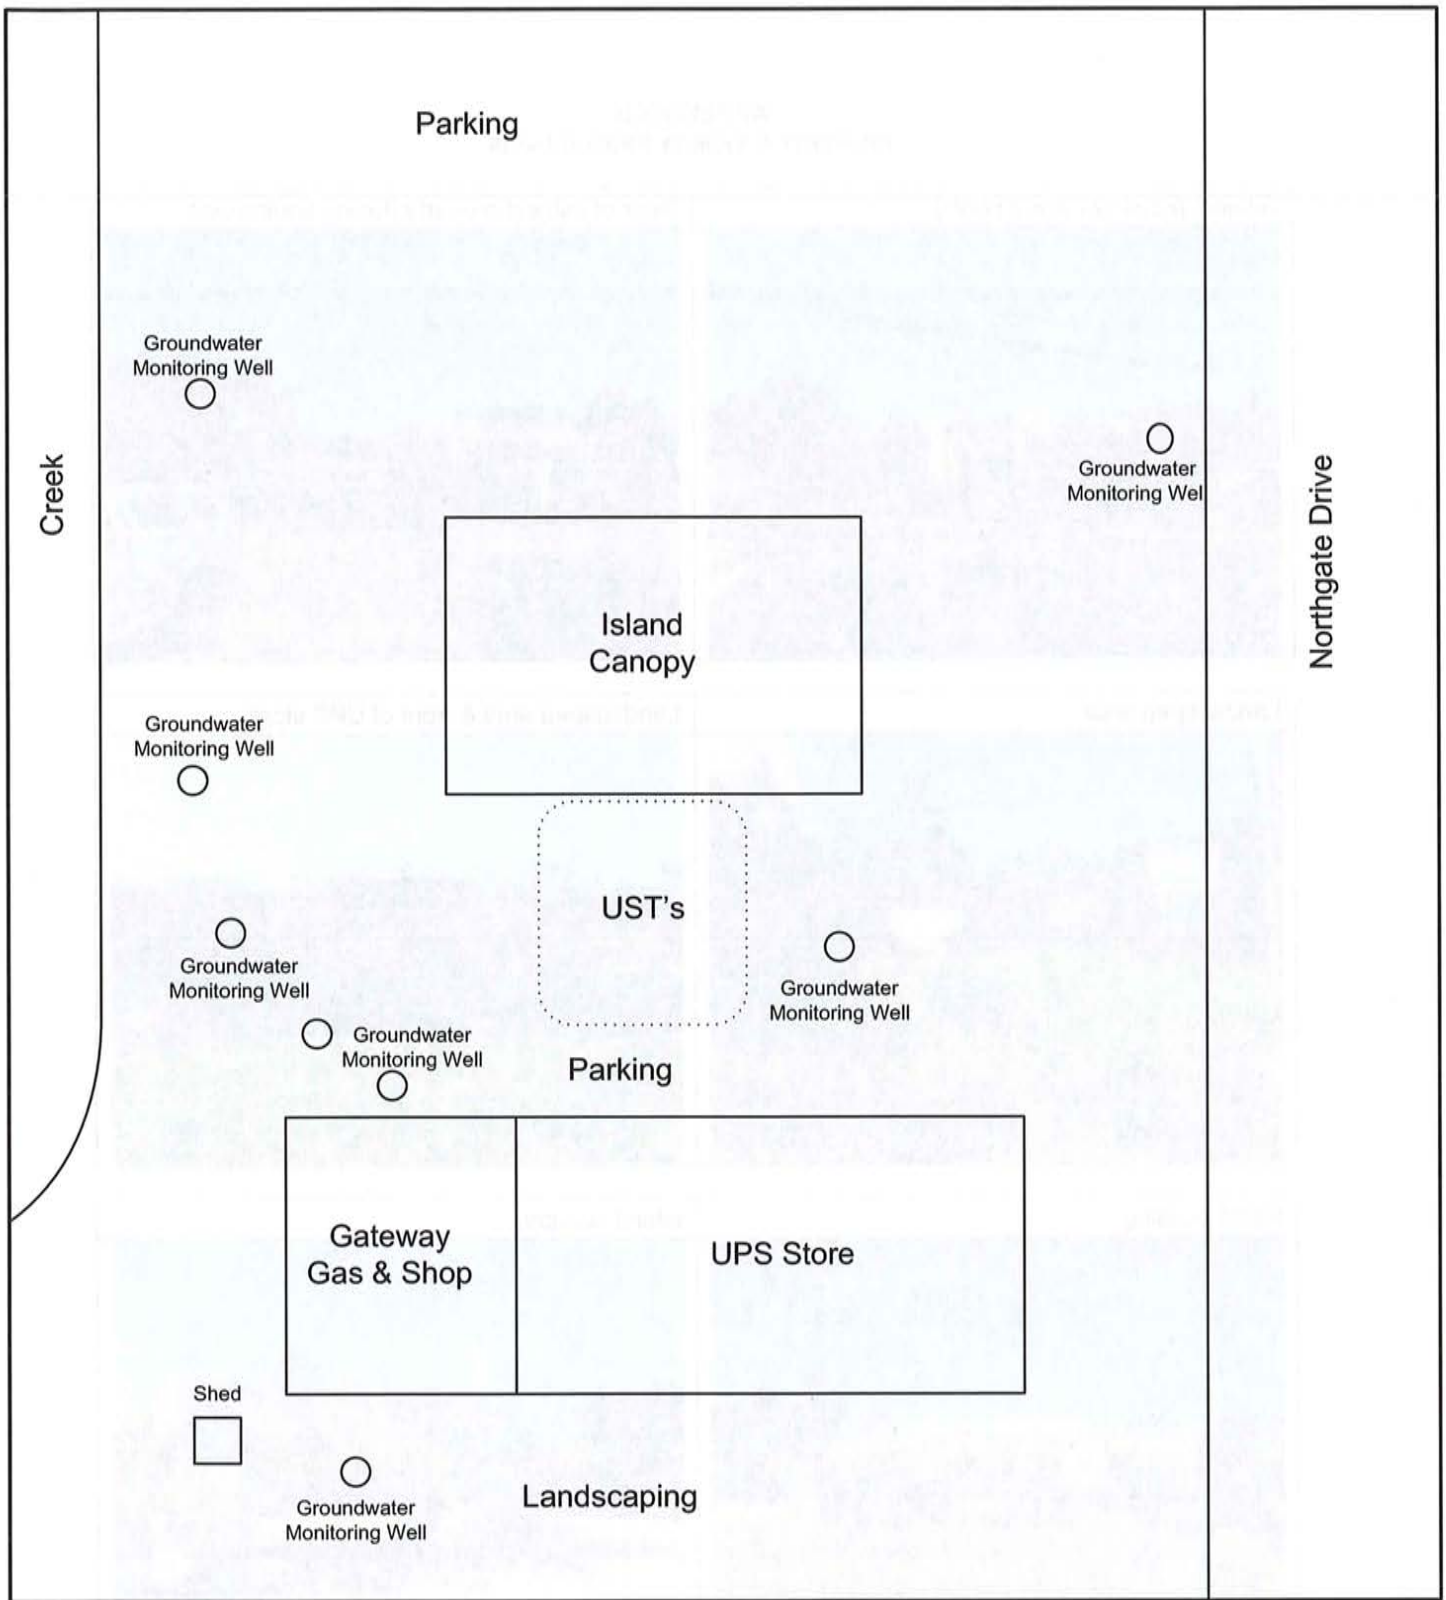 Parking
Groundwater
Monitoring Well
Creek
Groundwater
Monitoring Wel
Northgate Drive
Island
Canopy
Groundwater
Monitoring Well
UST's
Groundwater
Monitoring Well
Groundwater
Monitoring Well
Groundwater
Monitoring Well
Parking
Gateway
Gas & Shop
UPS Store
Shed
Groundwater
Monitoring Well
Landscaping